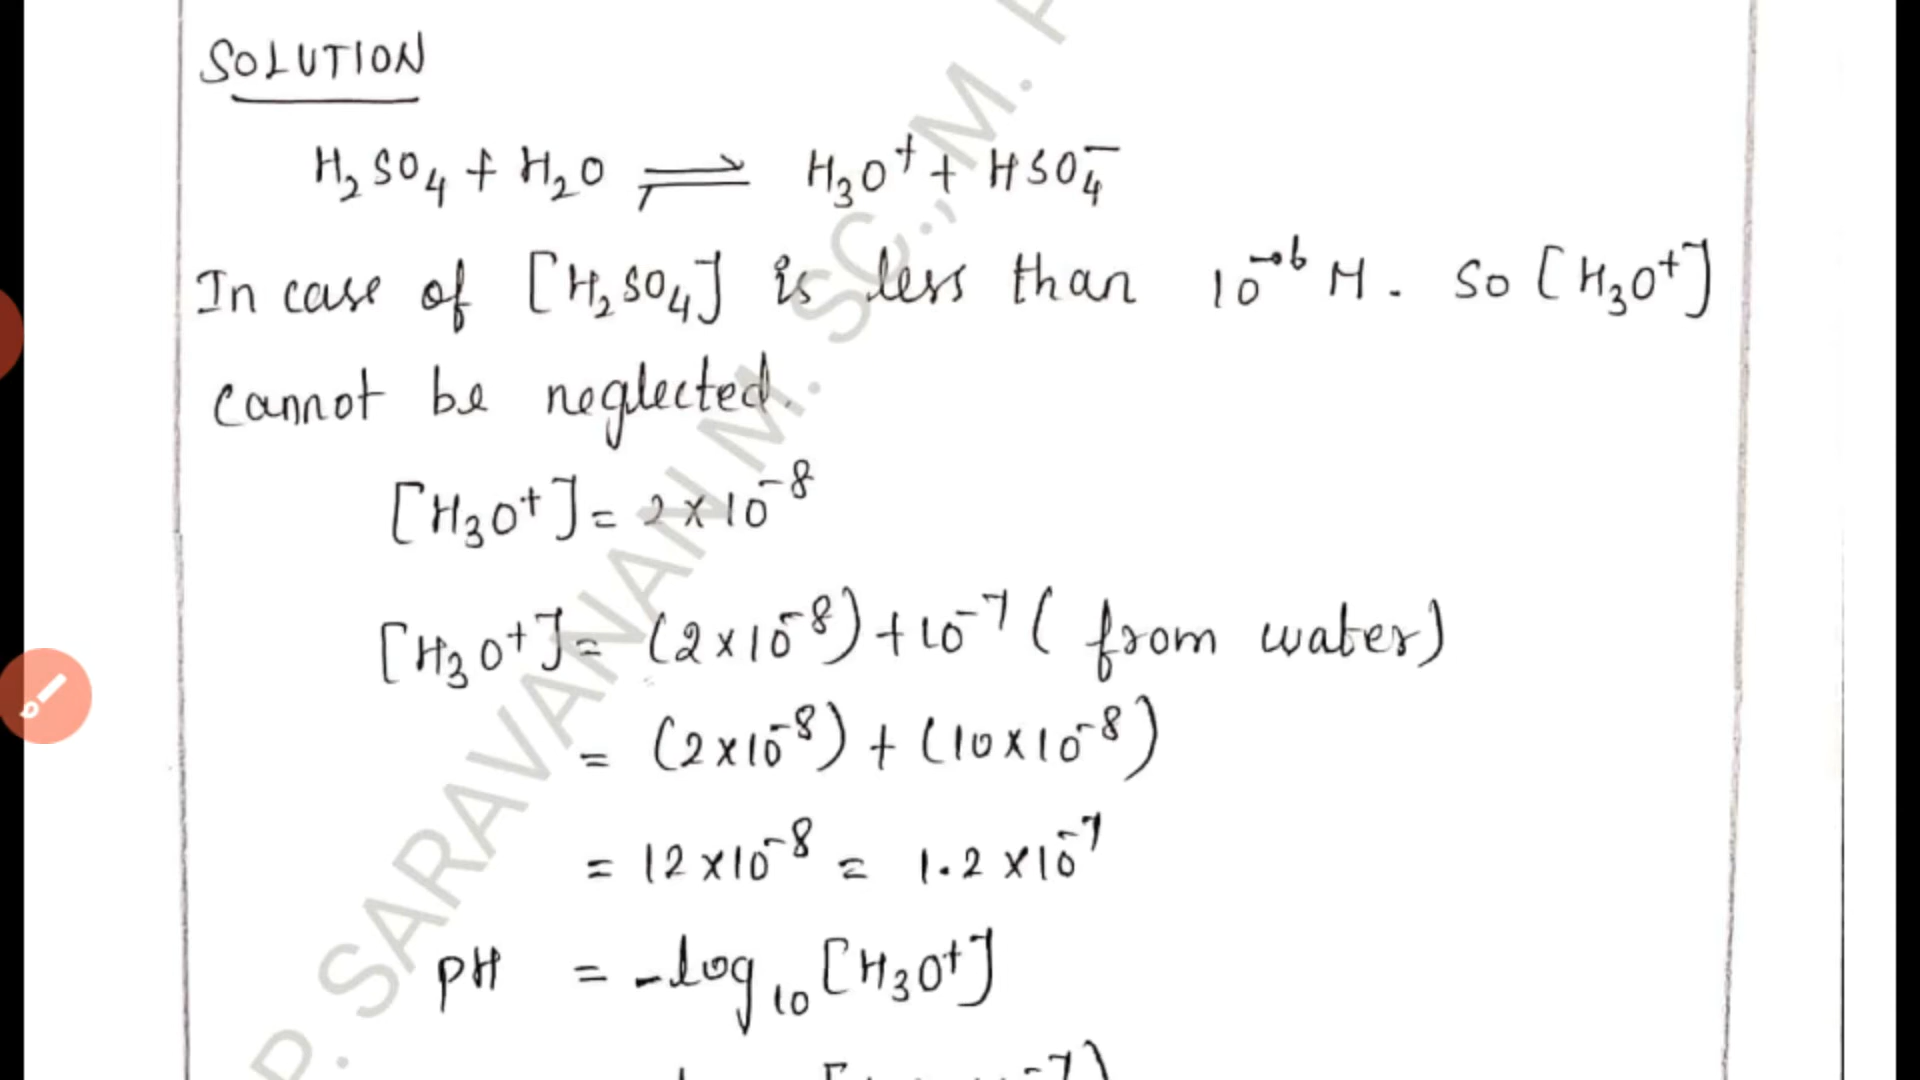 SOLUTION
H₂SO₄ + H₂O ⇌ H₃O⁺ + HSO₄⁻
In case of [H₂SO₄] is less than 10⁻⁶ M. So [H₃O⁺]
cannot be neglected.
[H₃O⁺] = 2×10⁻⁸
[H₃O⁺] = (2×10⁻⁸) + 10⁻⁷ (from water)
= (2×10⁻⁸) + (10×10⁻⁸)
= 12×10⁻⁸ = 1.2×10⁻⁷
pH = -log₁₀ [H₃O⁺]
P. SARAVANAN M. SC., M.